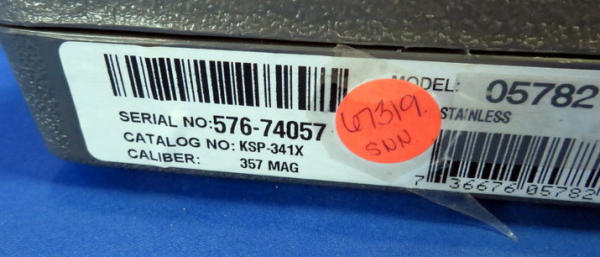 SERIAL NO:576-74057
CATALOG NO: KSP-341X
CALIBER: 357 MAG
67319
SNN
MODEL: 05782
STAINLESS
7 36676 05782